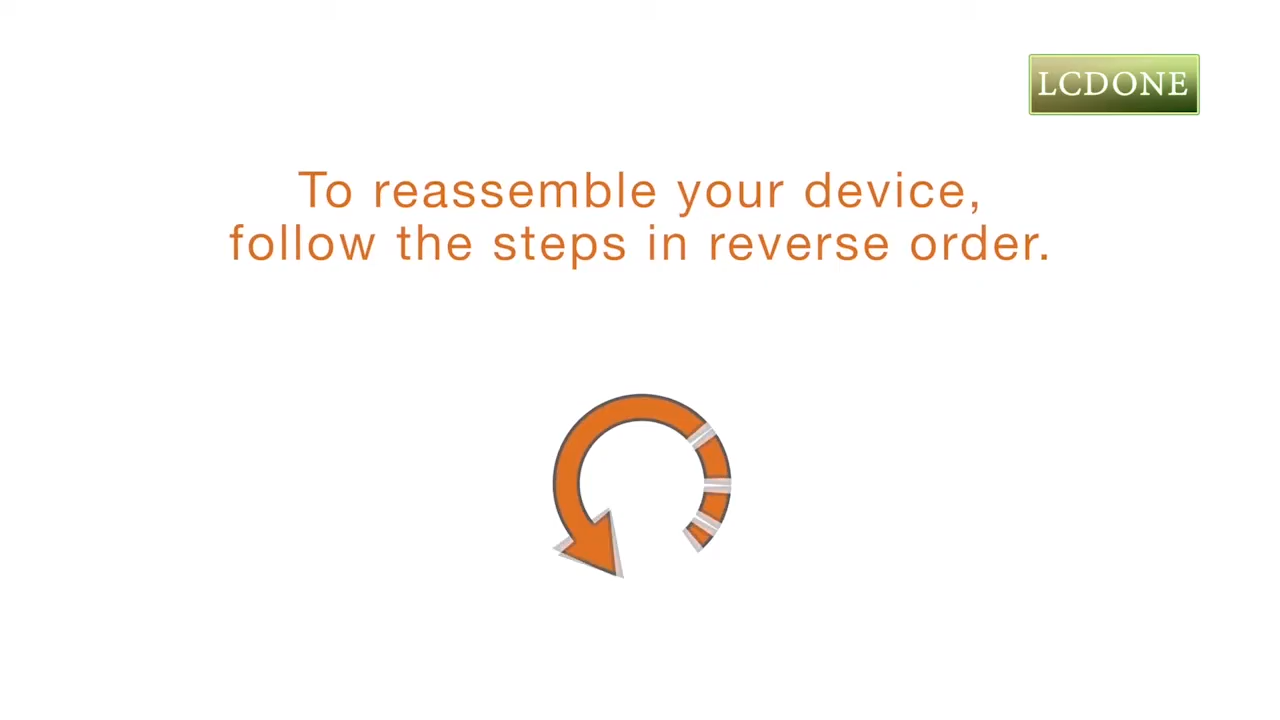 LCDONE
To reassemble your device,
follow the steps in reverse order.